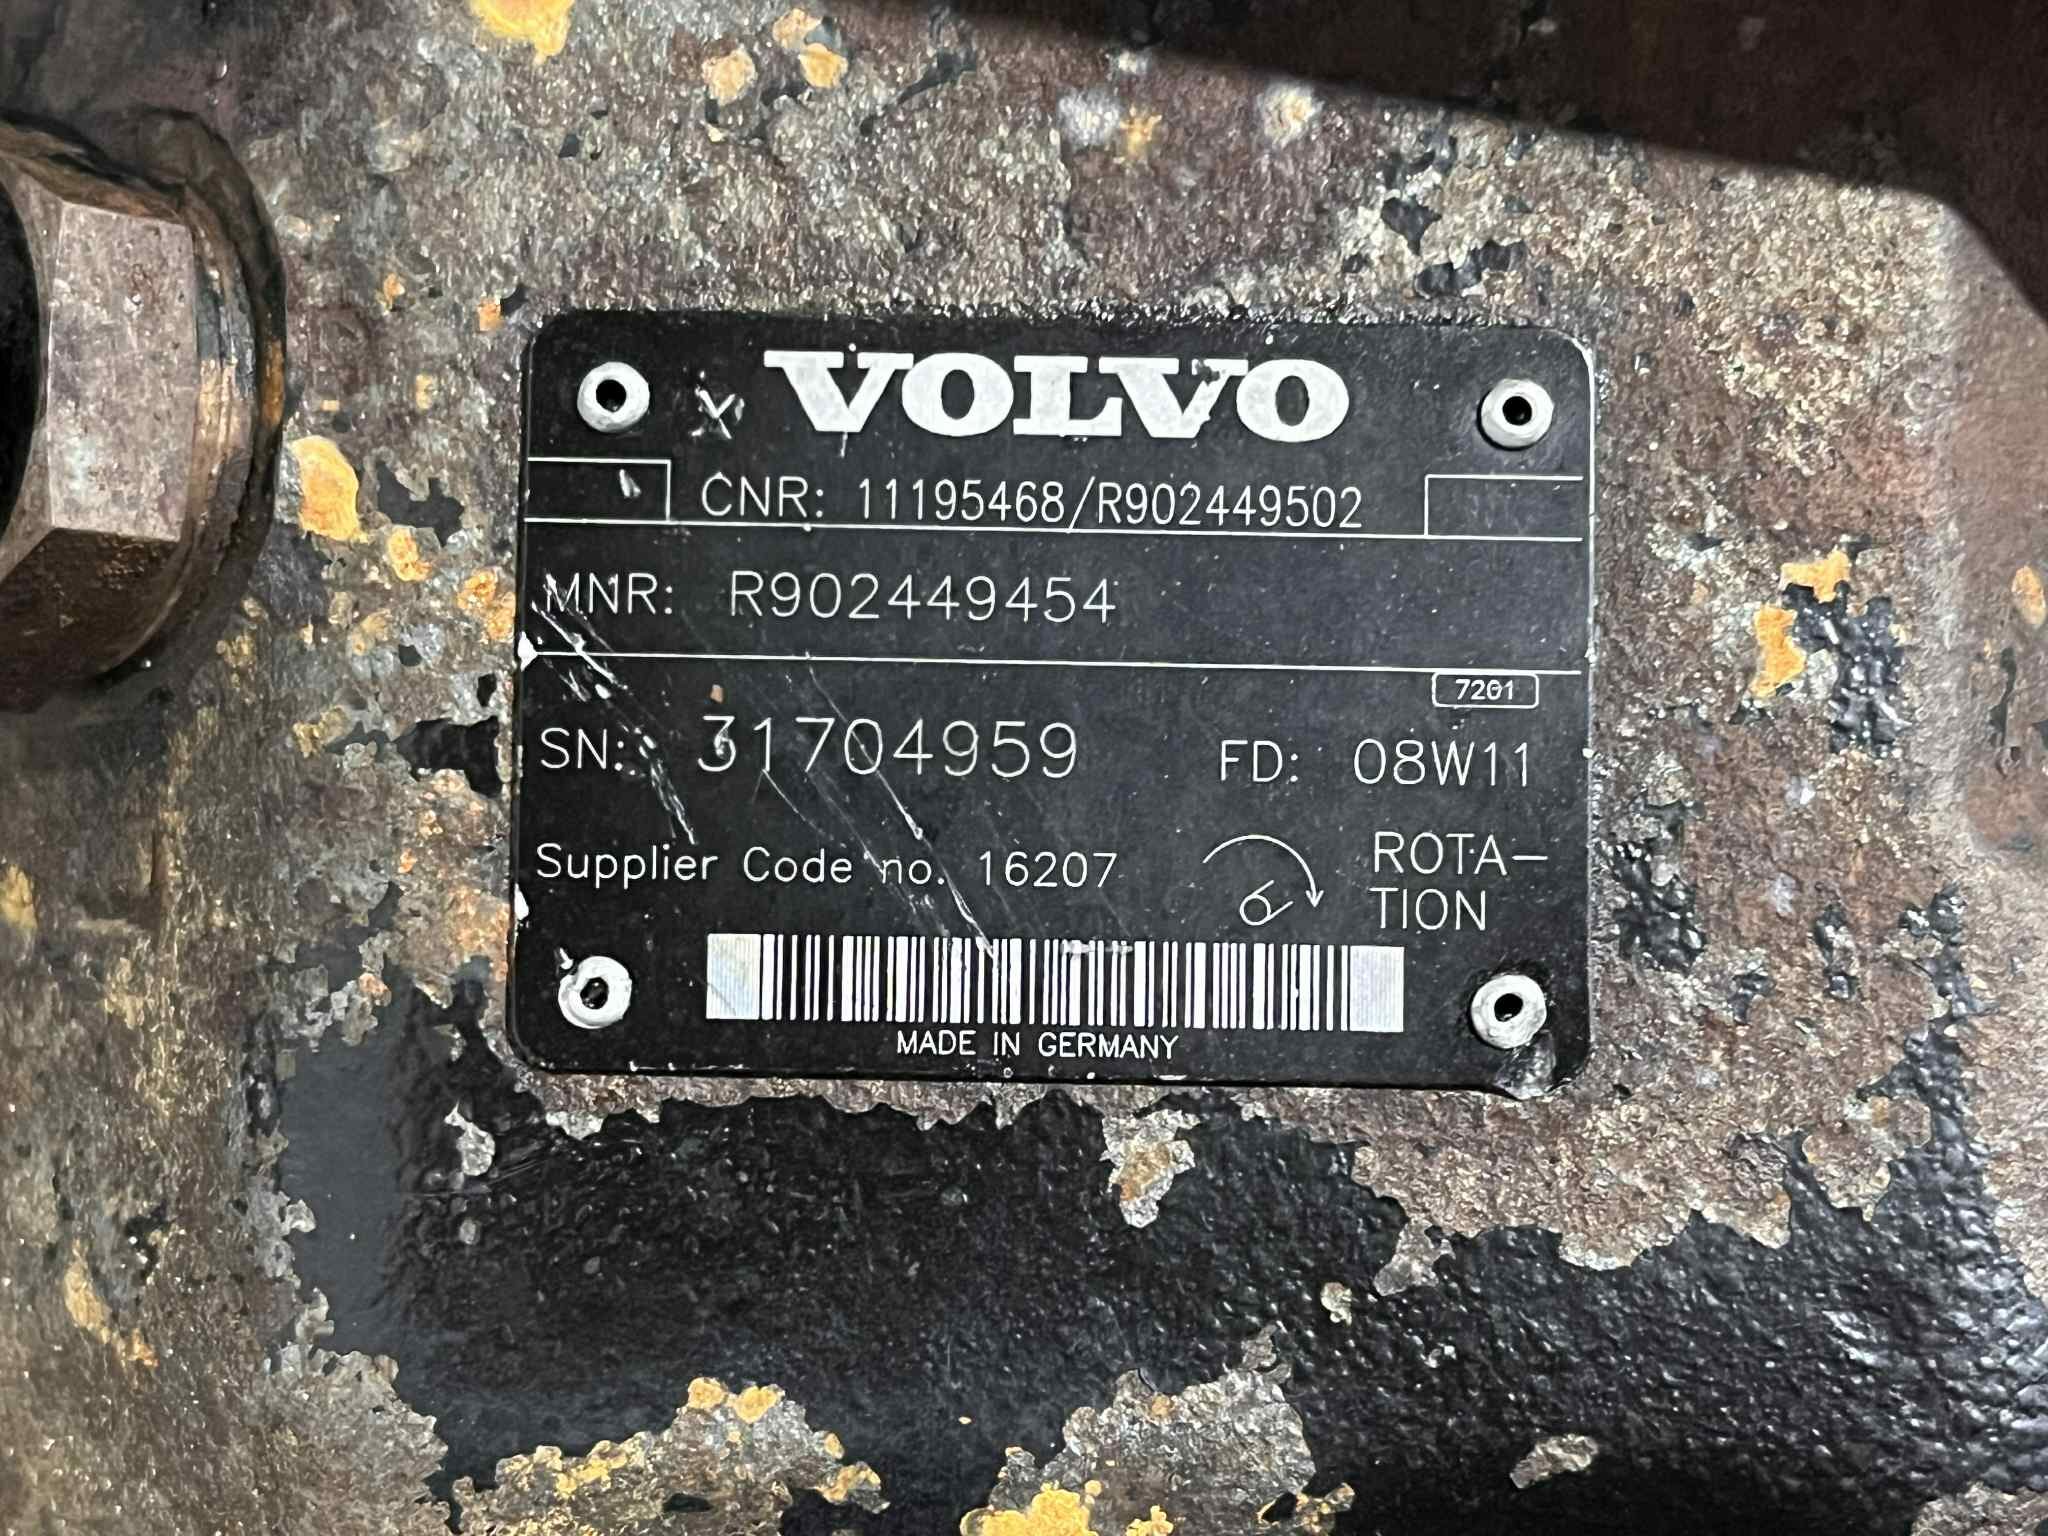 VOLVO
CNR: 11195468/R902449502
MNR: R902449454
7201
SN: 31704959 FD: 08W11
Supplier Code no. 16207 ROTA-
TION
MADE IN GERMANY